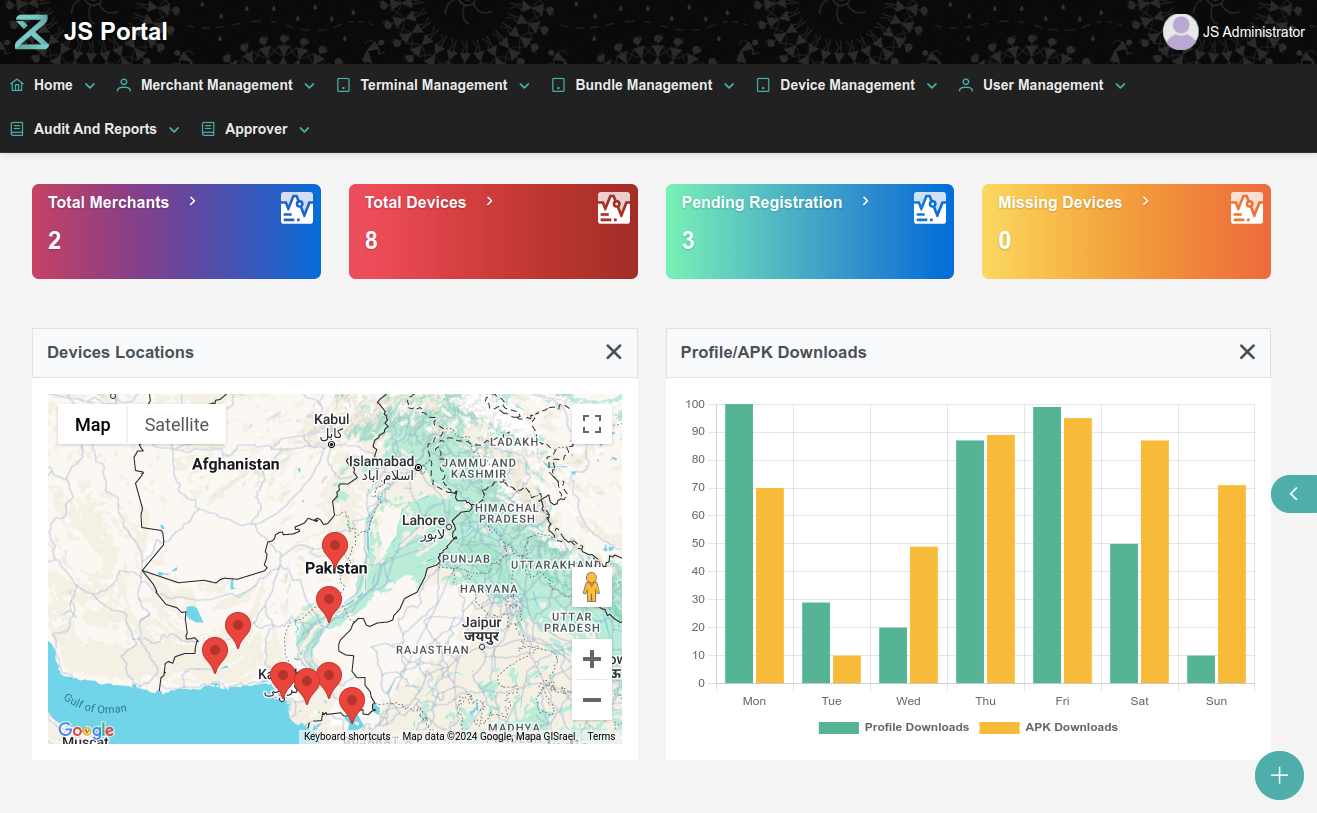 JS Portal
JS Administrator
Home
Merchant Management
Terminal Management
Bundle Management
Device Management
User Management
Audit And Reports
Approver
Total Merchants
2
Total Devices
8
Pending Registration
3
Missing Devices
0
Devices Locations
Map
Satellite
Kabul
کابل
Afghanistan
Islamabad
اسلام آباد
LADAKH
JAMMU AND
KASHMIR
HIMACHAL
PRADESH
Lahore
لاہور
PUNJAB
UTTARAKHAND
Pakistan
HARYANA
Jaipur
जयपुर
UTTAR
PRADESH
RAJASTHAN
Gulf of Oman
Google
Muscat
MADHYA
Keyboard shortcuts
Map data ©2024 Google, Mapa GISrael
Terms
Profile/APK Downloads
100
90
80
70
60
50
40
30
20
10
0
Mon Tue Wed Thu Fri Sat Sun
Profile Downloads
APK Downloads